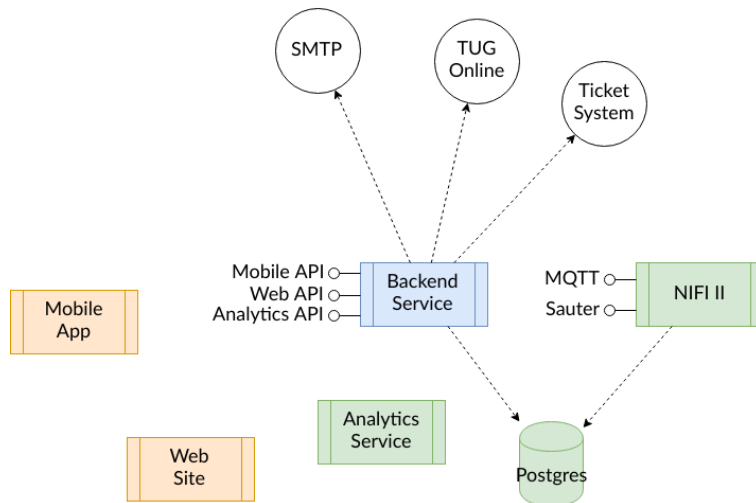 SMTP
TUG
Online
Ticket
System
Mobile API
Web API
Analytics API
Backend
Service
MQTT
Sauter
NIFI II
Mobile
App
Analytics
Service
Web
Site
Postgres